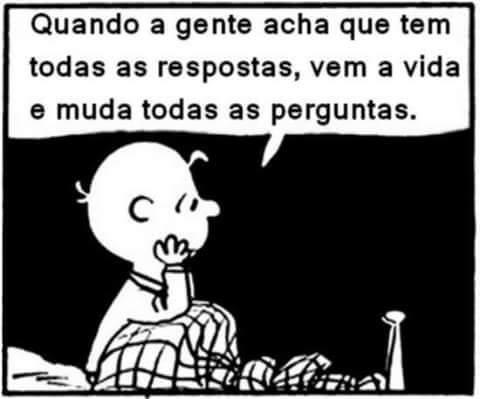 Quando a gente acha que tem
todas as respostas, vem a vida
e muda todas as perguntas.